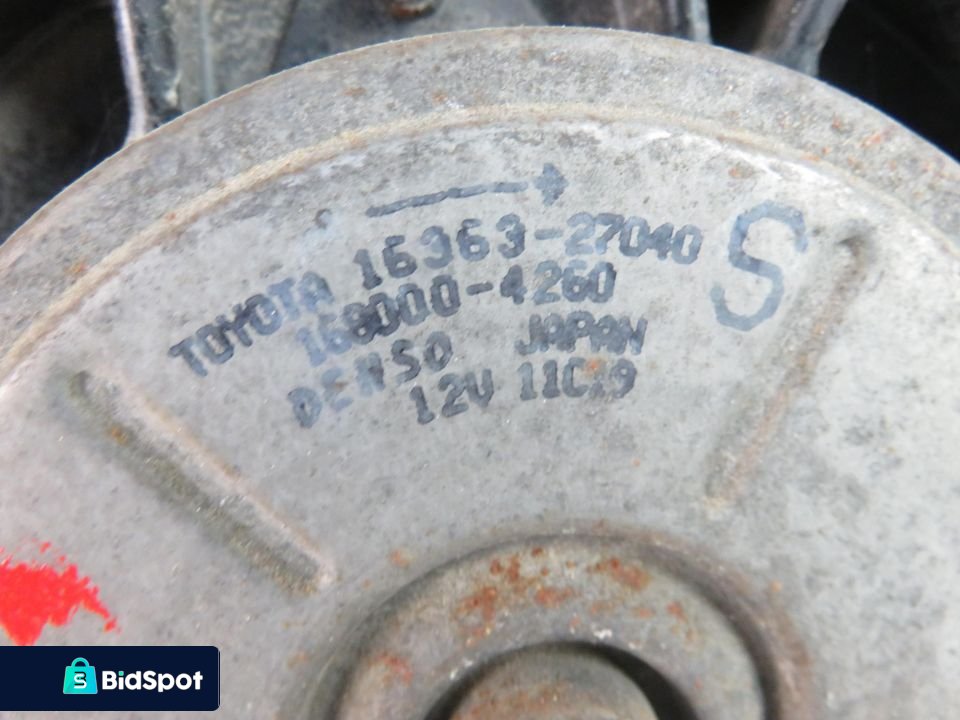 TOYOTA 16363-27040
168000-4260
DENSO JAPAN
12V 11C19
S
BidSpot